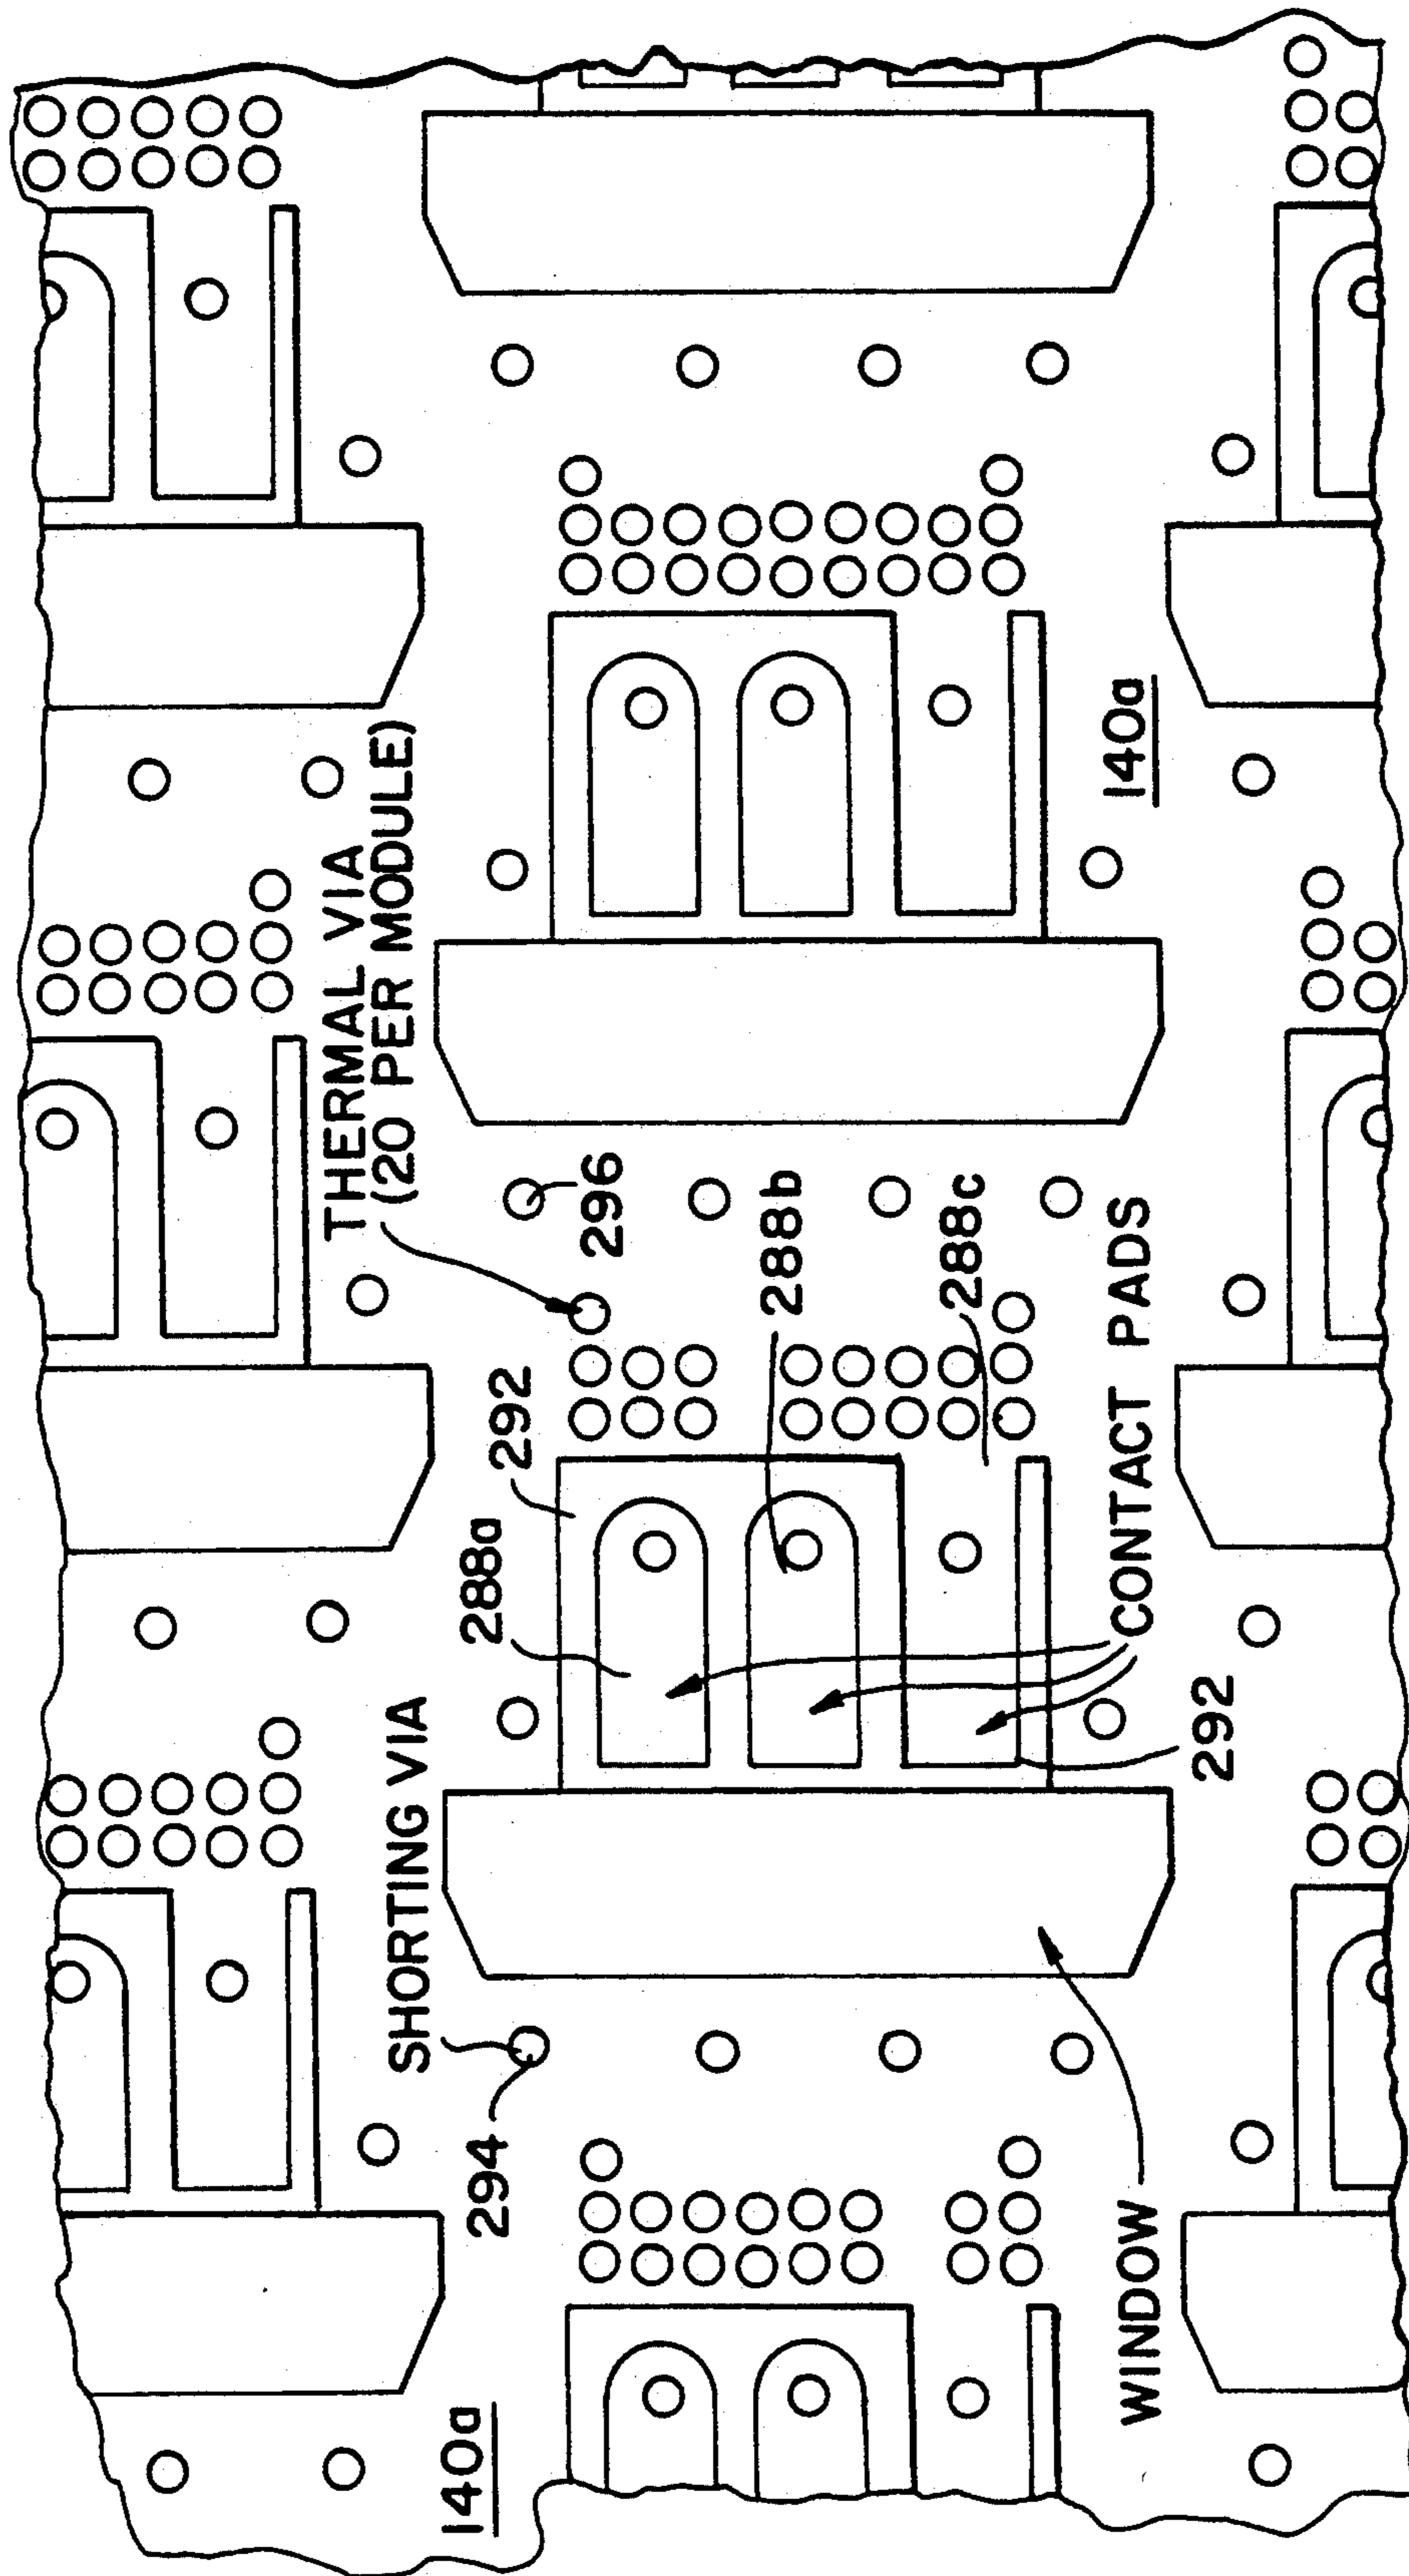 140a
294
SHORTING VIA
288a
292
THERMAL VIA
(20 PER MODULE)
296
288b
288c
WINDOW
292
CONTACT PADS
140a